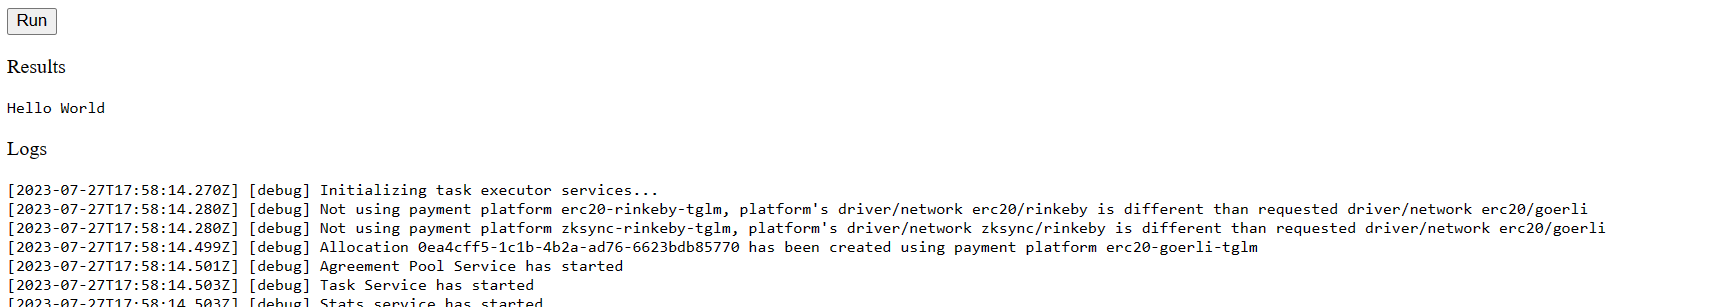 Run
Results
Hello World
Logs
[2023-07-27T17:58:14.270Z] [debug] Initializing task executor services...
[2023-07-27T17:58:14.280Z] [debug] Not using payment platform erc20-rinkeby-tglm, platform's driver/network erc20/rinkeby is different than requested driver/network erc20/goerli
[2023-07-27T17:58:14.280Z] [debug] Not using payment platform zksync-rinkeby-tglm, platform's driver/network zksync/rinkeby is different than requested driver/network erc20/goerli
[2023-07-27T17:58:14.499Z] [debug] Allocation 0ea4cff5-1c1b-4b2a-ad76-6623bdb85770 has been created using payment platform erc20-goerli-tglm
[2023-07-27T17:58:14.501Z] [debug] Agreement Pool Service has started
[2023-07-27T17:58:14.503Z] [debug] Task Service has started
[2023-07-27T17:58:14.503Z] [debug] Stats service has started